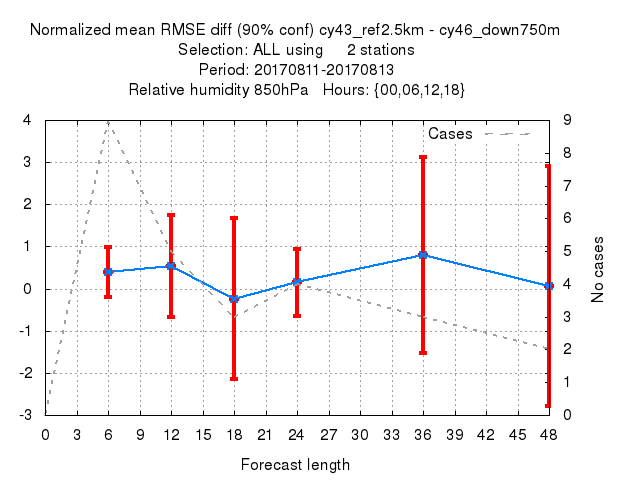 Normalized mean RMSE diff (90% conf) cy43_ref2.5km - cy46_down750m
Selection: ALL using 2 stations
Period: 20170811-20170813
Relative humidity 850hPa Hours: {00,06,12,18}
Cases
4
3
2
1
0
-1
-2
-3
9
8
7
6
5
4
3
2
1
0
No cases
0 3 6 9 12 15 18 21 24 27 30 33 36 39 42 45 48
Forecast length